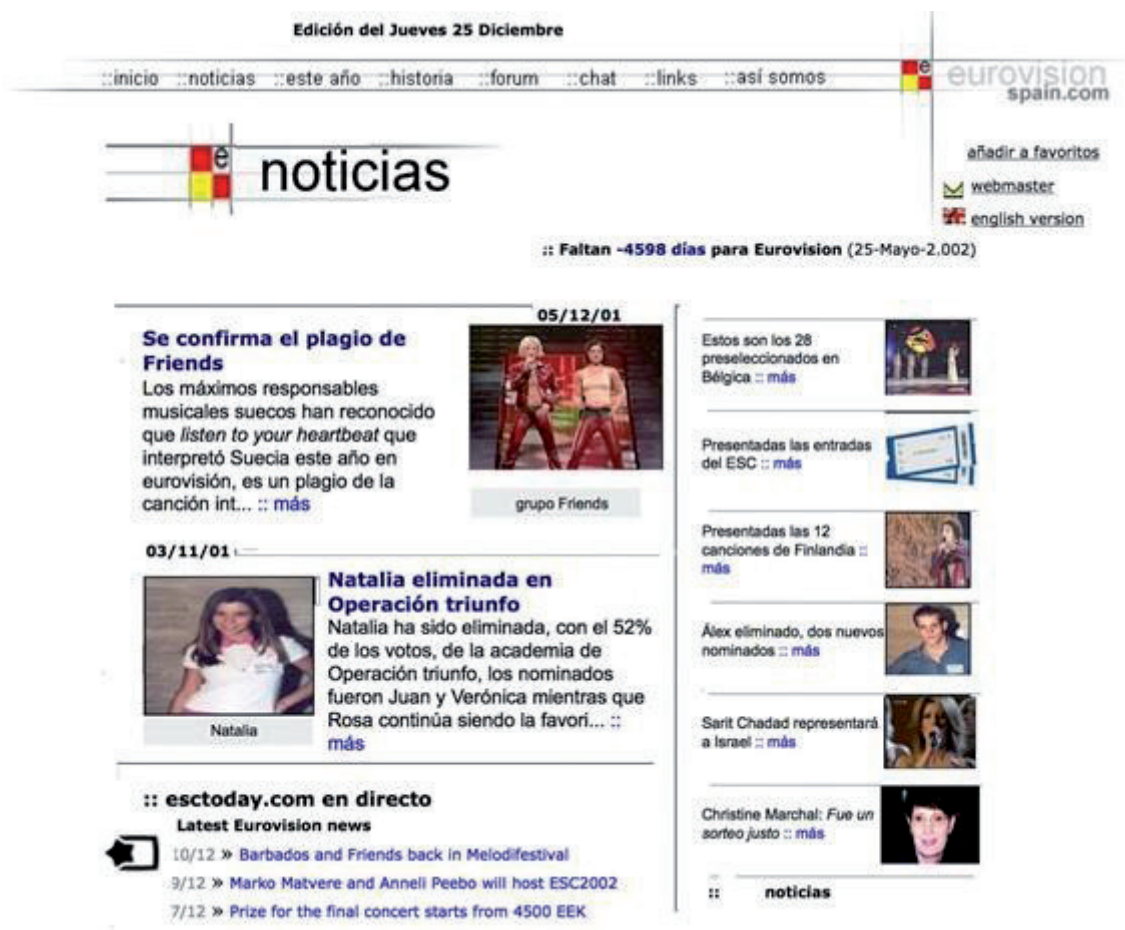 Edición del Jueves 25 Diciembre
::inicio ::noticias ::este año ::historia ::forum ::chat ::links ::así somos
e
eurovision
spain.com
e noticias
añadir a favoritos
webmaster
english version
:: Faltan -4598 días para Eurovision (25-Mayo-2.002)
05/12/01
Se confirma el plagio de
Friends
Los máximos responsables
musicales suecos han reconocido
que listen to your heartbeat que
interpretó Suecia este año en
eurovisión, es un plagio de la
canción int... :: más
grupo Friends
03/11/01
Natalia eliminada en
Operación triunfo
Natalia ha sido eliminada, con el 52%
de los votos, de la academia de
Operación triunfo, los nominados
fueron Juan y Verónica mientras que
Rosa continúa siendo la favori... ::
más
Natalia
:: esctoday.com en directo
Latest Eurovision news
10/12 » Barbados and Friends back in Melodifestival
9/12 » Marko Matvere and Anneli Peebo will host ESC2002
7/12 » Prize for the final concert starts from 4500 EEK
Estos son los 28
preseleccionados en
Bélgica :: más
Presentadas las entradas
del ESC :: más
Presentadas las 12
canciones de Finlandia ::
más
Álex eliminado, dos nuevos
nominados :: más
Sarit Chadad representará
a Israel :: más
Christine Marchal: Fue un
sorteo justo :: más
:: noticias